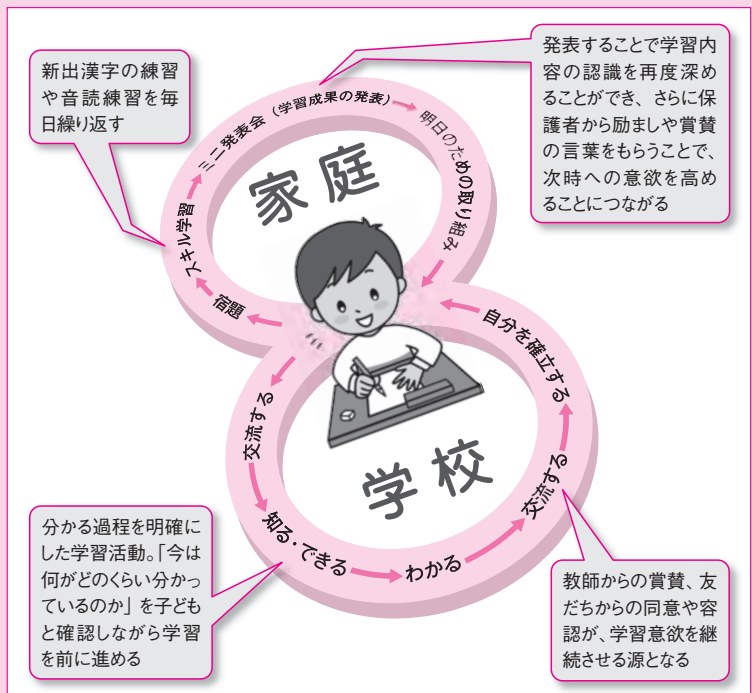 新出漢字の練習
や音読練習を毎
日繰り返す
発表することで学習内
容の認識を再度深め
ることができ、さらに保
護者から励ましや賞賛
の言葉をもらうことで、
次時への意欲を高め
ることにつながる
家庭
宿題
スキル学習
ミニ発表会（学習成果の発表）
明日のための取り組み
学校
交流する
知る・できる
わかる
交流する
自分を確立する
分かる過程を明確に
した学習活動。「今は
何がどのくらい分かっ
ているのか」を子ども
と確認しながら学習
を前に進める
教師からの賞賛、友
だちからの同意や容
認が、学習意欲を継
続させる源となる